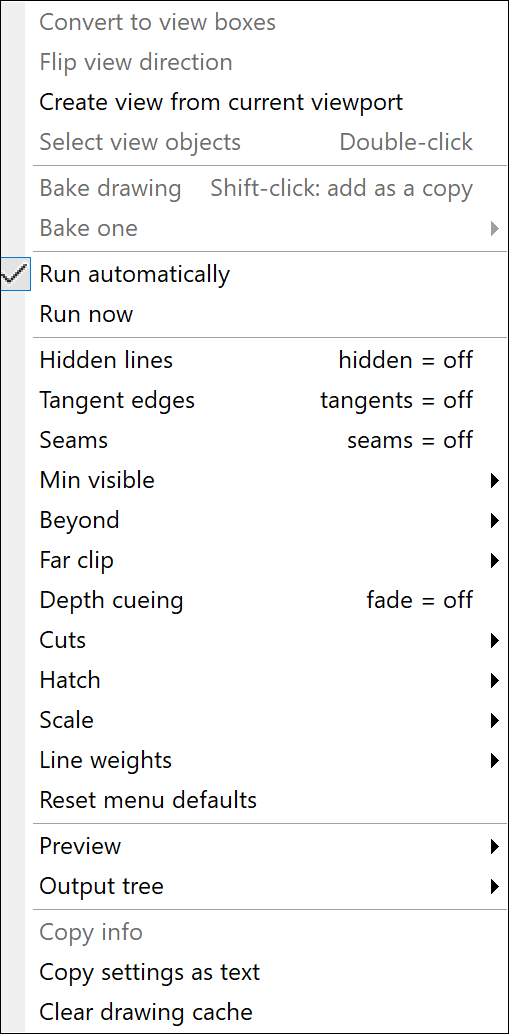 Convert to view boxes
Flip view direction
Create view from current viewport
Select view objects Double-click
Bake drawing Shift-click: add as a copy
Bake one
Run automatically
Run now
Hidden lines hidden = off
Tangent edges tangents = off
Seams seams = off
Min visible
Beyond
Far clip
Depth cueing fade = off
Cuts
Hatch
Scale
Line weights
Reset menu defaults
Preview
Output tree
Copy info
Copy settings as text
Clear drawing cache